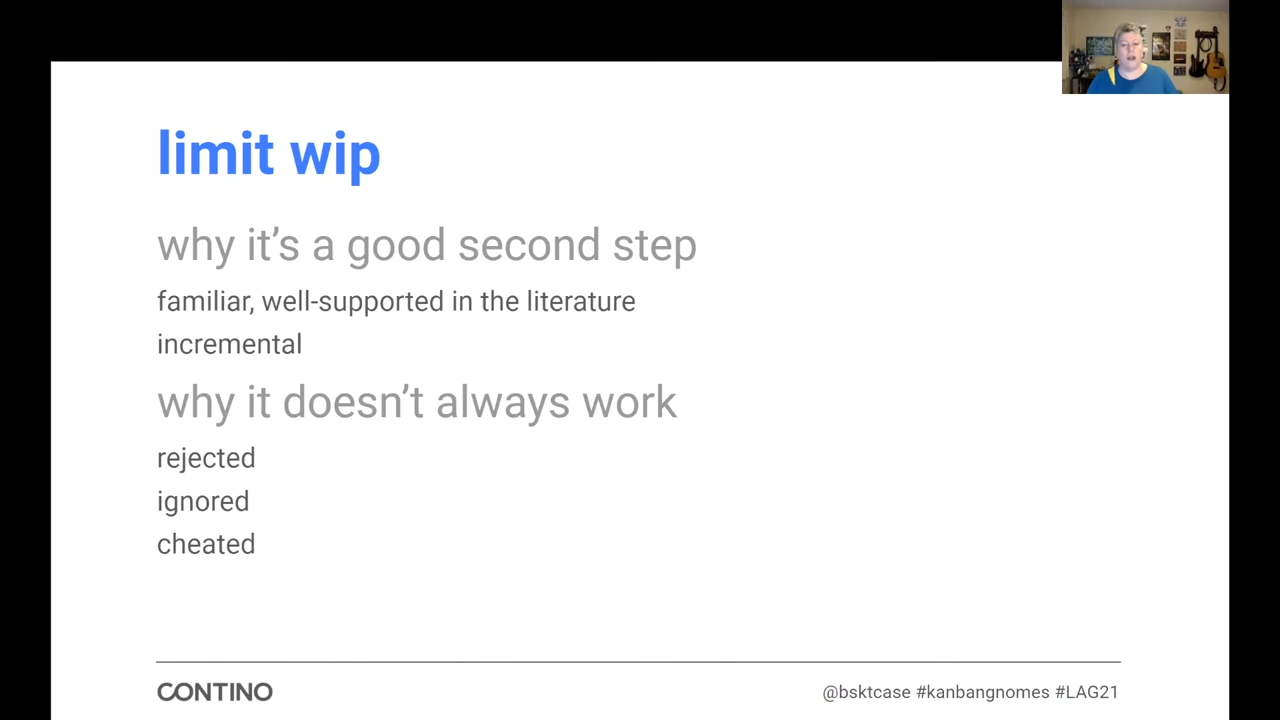 limit wip
why it's a good second step
familiar, well-supported in the literature
incremental
why it doesn't always work
rejected
ignored
cheated
CONTINO
@bsktcase #kanbangnomes #LAG21